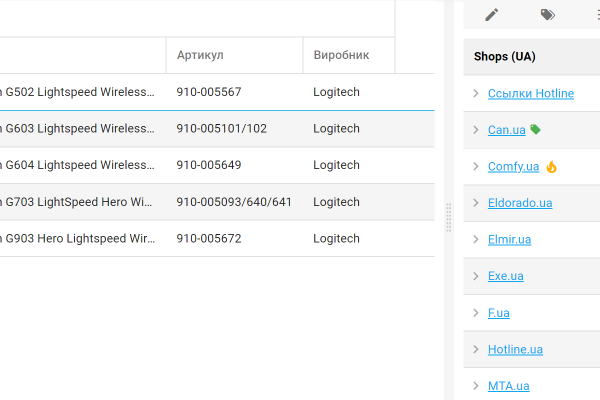 Артикул Виробник
G502 Lightspeed Wireless... 910-005567 Logitech
G603 Lightspeed Wireless... 910-005101/102 Logitech
G604 Lightspeed Wireless... 910-005649 Logitech
G703 LightSpeed Hero Wi... 910-005093/640/641 Logitech
G903 Hero Lightspeed Wir... 910-005672 Logitech
Shops (UA)
Ссылки Hotline
Can.ua
Comfy.ua
Eldorado.ua
Elmir.ua
Exe.ua
F.ua
Hotline.ua
MTA.ua